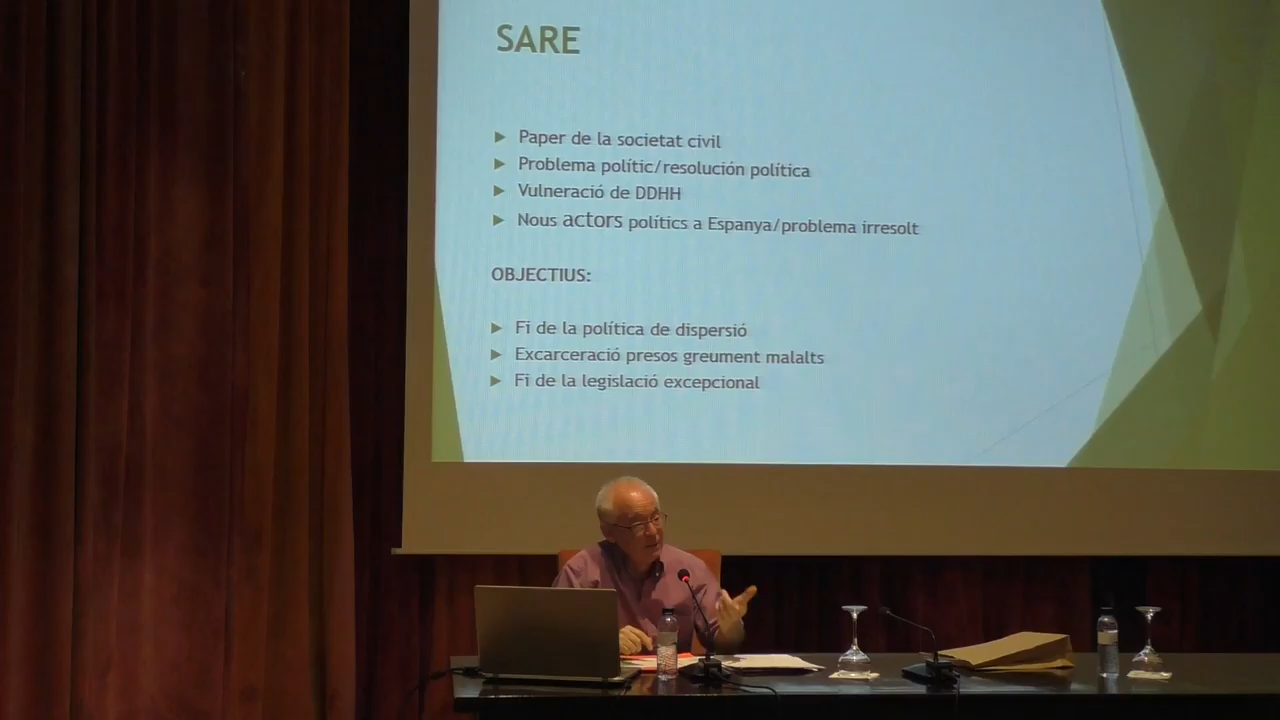 SARE
Paper de la societat civil
Problema polític/resolución política
Vulneració de DDHH
Nous actors polítics a Espanya/problema irresolt
OBJECTIUS:
Fi de la política de dispersió
Excarceració presos greument malalts
Fi de la legislació excepcional